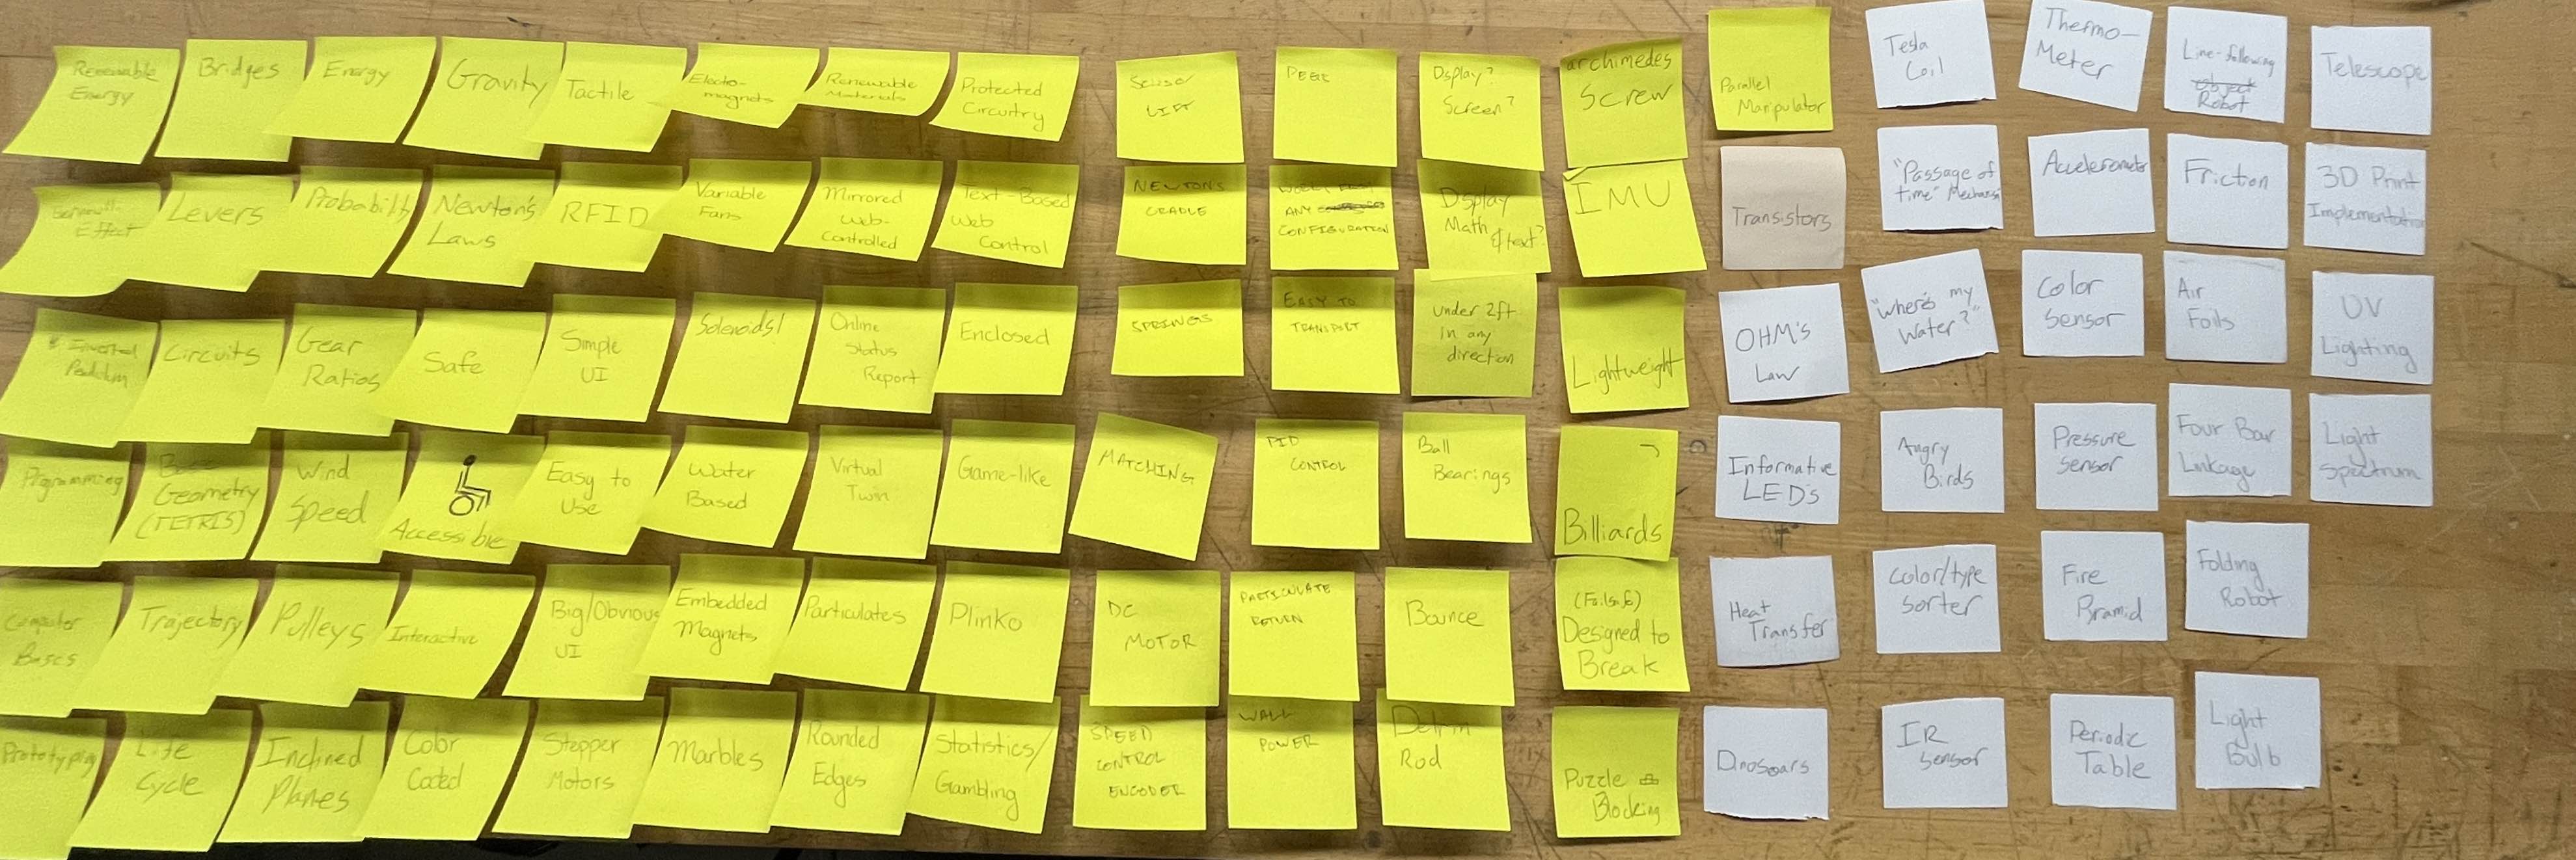 Renewable
Energy
Bridges
Energy
Gravity
Tactile
Electro-
magnets
Renewable
Materials
Protected
Circuitry
Scissor
LIFT
PEEK
Display?
Screen?
archimedes
Screw
Parallel
Manipulator
Tesla
Coil
Thermo-
Meter
Line-following
Robot
Telescope
Bernoulli
Effect
Levers
Probability
Newton's
Laws
RFID
Variable
Fans
Mirrored
Web-
Controlled
Text-Based
Web
Control
NEWTONS
CRADLE
ANY
CONFIGURATION
Display
Math
& text?
IMU
Transistors
"Passage of
time" Mechanism
Accelerometer
Friction
3D Print
Implementation
Inverted
Pendulum
Circuits
Gear
Ratios
Safe
Simple
UI
Solenoids!
Online
Status
Report
Enclosed
SPRINGS
EASY TO
TRANSPORT
under 2ft
in any
direction
Lightweight
OHM's
Law
"where's my
Water?"
Color
Sensor
Air
Foils
UV
Lighting
Programming
Geometry
(TETRIS)
Wind
Speed
Accessible
Easy to
Use
Water
Based
Virtual
Twin
Game-like
MATCHING
PID
CONTROL
Ball
Bearings
Billiards
Informative
LED's
Angry
Birds
Pressure
Sensor
Four Bar
Linkage
Light
Spectrum
Computer
Basics
Trajectory
Pulleys
Interactive
Big/Obvious
UI
Embedded
Magnets
Particulates
Plinko
DC
MOTOR
PARTICULATE
RETURN
Bounce
(Failsafe)
Designed to
Break
Heat
Transfer
Color/type
Sorter
Fire
Piramid
Folding
Robot
Prototyping
Life
Cycle
Inclined
Planes
Color
Coded
Stepper
Motors
Marbles
Rounded
Edges
Statistics/
Gambling
SPEED
CONTROL
ENCODER
WALL
POWER
Delrin
Rod
Puzzle
Blocking
Dinosaurs
IR
Sensor
Periodic
Table
Light
Bulb